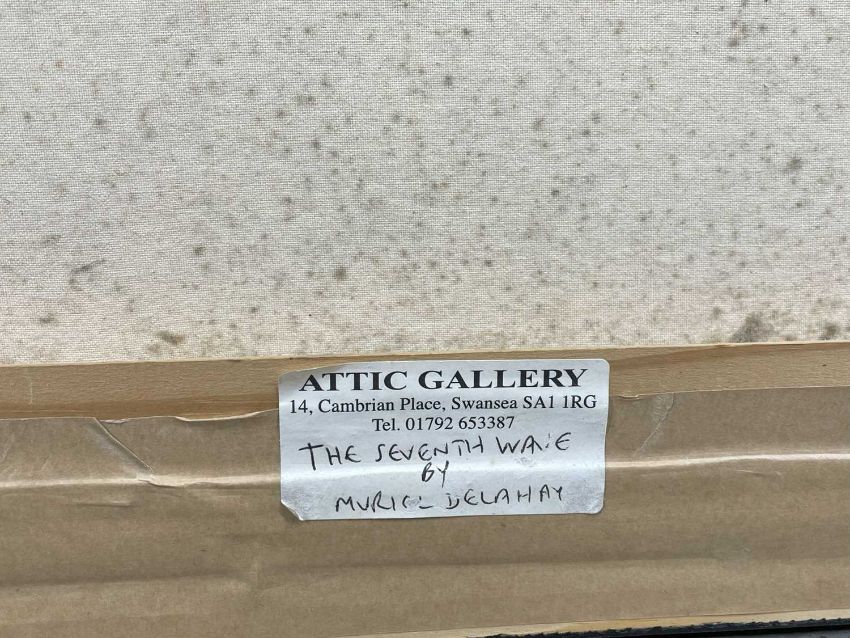 ATTIC GALLERY
14, Cambrian Place, Swansea SA1 1RG
Tel. 01792 653387
THE SEVENTH WAVE
BY
MURIEL DELAHAY